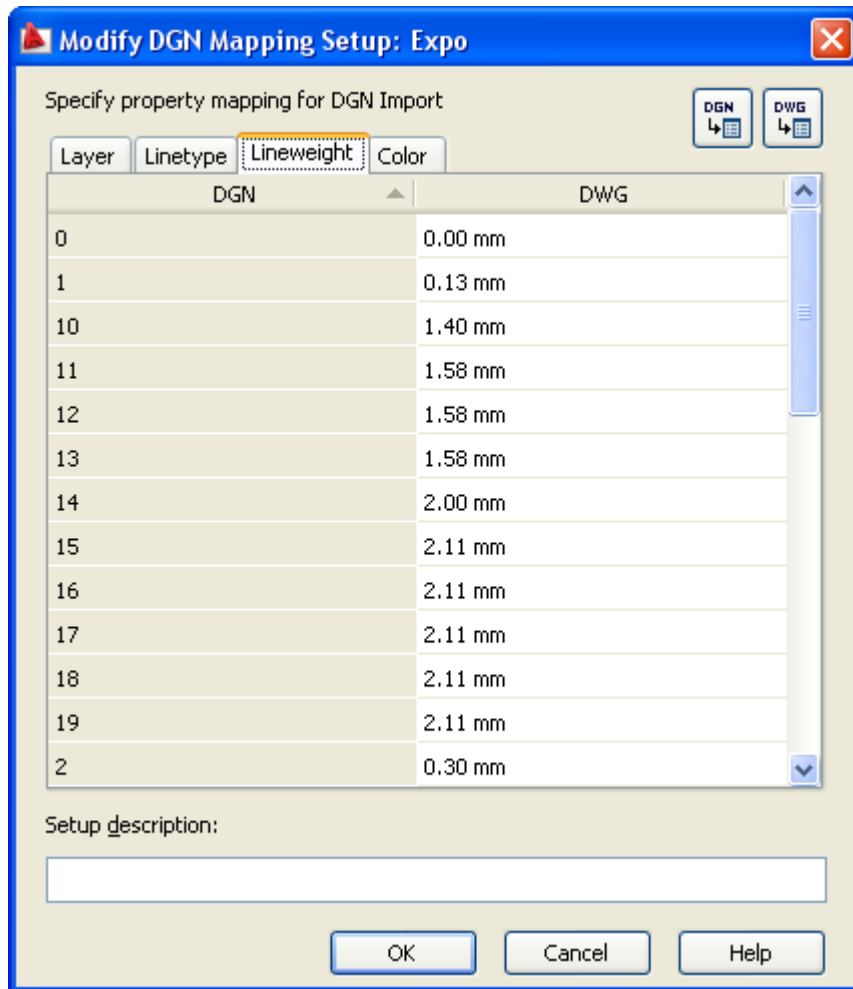 Modify DGN Mapping Setup: Expo
Specify property mapping for DGN Import
DGN DWG
Layer Linetype Lineweight Color
DGN DWG
0 0.00 mm
1 0.13 mm
10 1.40 mm
11 1.58 mm
12 1.58 mm
13 1.58 mm
14 2.00 mm
15 2.11 mm
16 2.11 mm
17 2.11 mm
18 2.11 mm
19 2.11 mm
2 0.30 mm
Setup description:
OK Cancel Help